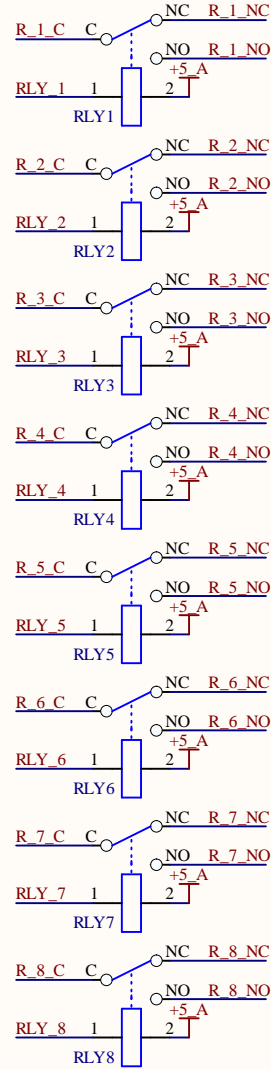 NC R_1_NC
R_1_C C
NO R_1_NO
+5_A
RLY_1 1 2
RLY1
NC R_2_NC
R_2_C C
NO R_2_NO
+5_A
RLY_2 1 2
RLY2
NC R_3_NC
R_3_C C
NO R_3_NO
+5_A
RLY_3 1 2
RLY3
NC R_4_NC
R_4_C C
NO R_4_NO
+5_A
RLY_4 1 2
RLY4
NC R_5_NC
R_5_C C
NO R_5_NO
+5_A
RLY_5 1 2
RLY5
NC R_6_NC
R_6_C C
NO R_6_NO
+5_A
RLY_6 1 2
RLY6
NC R_7_NC
R_7_C C
NO R_7_NO
+5_A
RLY_7 1 2
RLY7
NC R_8_NC
R_8_C C
NO R_8_NO
+5_A
RLY_8 1 2
RLY8